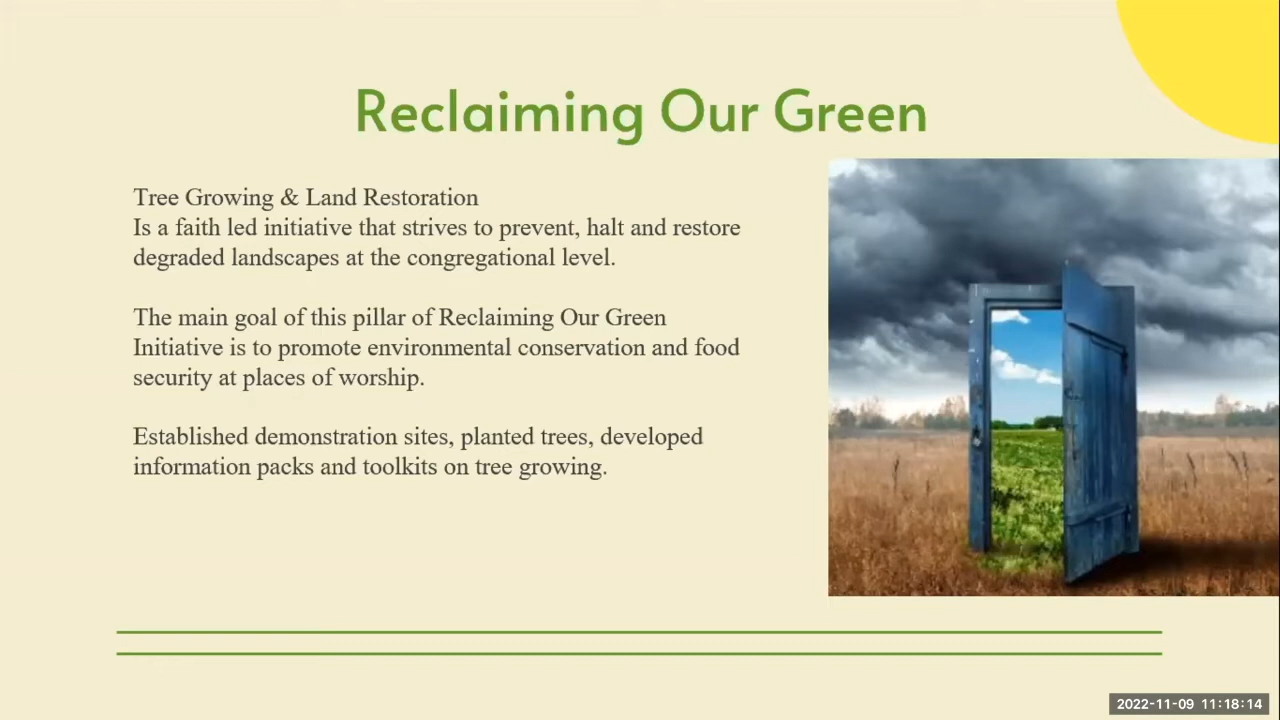 Reclaiming Our Green
Tree Growing & Land Restoration
Is a faith led initiative that strives to prevent, halt and restore
degraded landscapes at the congregational level.
The main goal of this pillar of Reclaiming Our Green
Initiative is to promote environmental conservation and food
security at places of worship.
Established demonstration sites, planted trees, developed
information packs and toolkits on tree growing.
2022-11-09 11:18:14